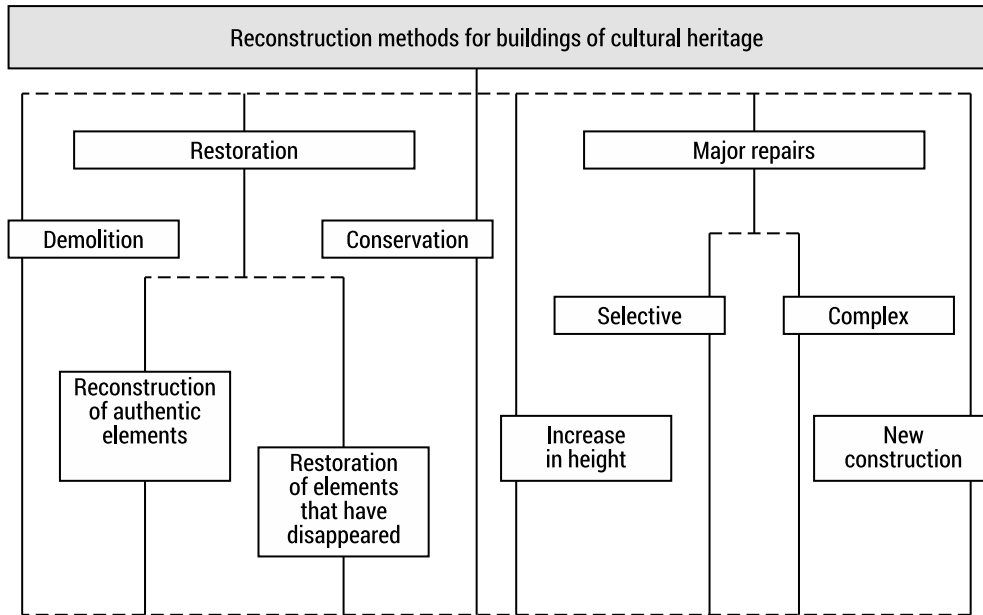 Reconstruction methods for buildings of cultural heritage
Restoration
Major repairs
Demolition
Conservation
Selective
Complex
Reconstruction
of authentic
elements
Increase
in height
New
construction
Restoration
of elements
that have
disappeared